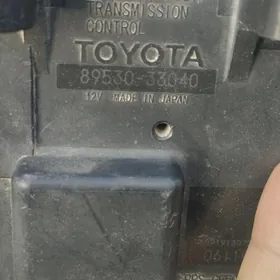 TRANSMISSION
CONTROL
TOYOTA
89530-33040
12V MADE IN JAPAN